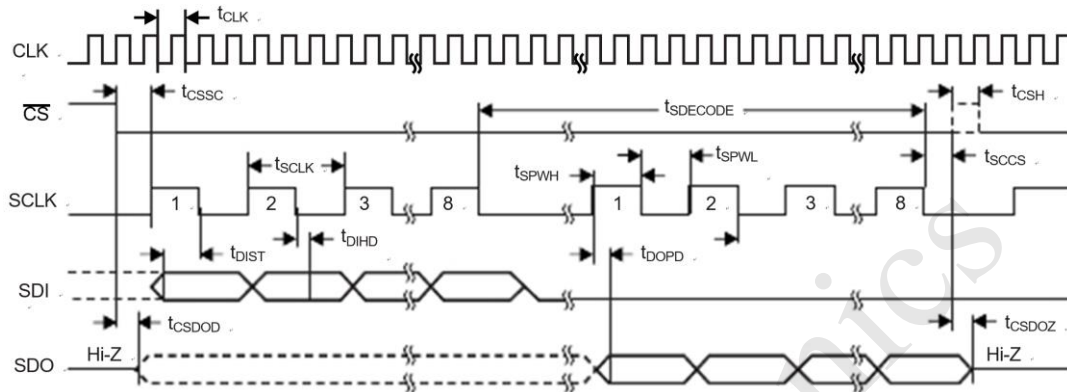 tCLK
CLK
tCSSC
tCSH
CS
tSDECODE
tSCLK
tSPWH
tSPWL
tSCCS
SCLK
1 2 3 8 1 2 3 8
tDIST
tDIHD
tDOPD
SDI
tCSDOD
tCSDOZ
Hi-Z
Hi-Z
SDO
nics